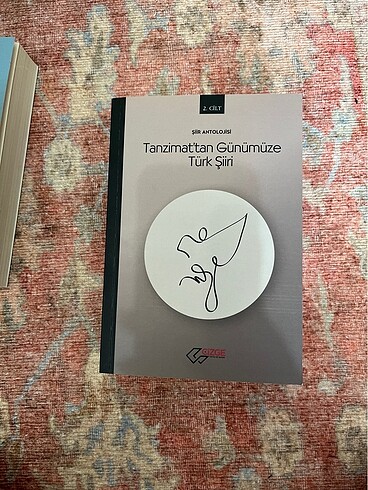 2. CİLT
ŞİİR ANTOLOJİSİ
Tanzimat'tan Günümüze
Türk Şiiri